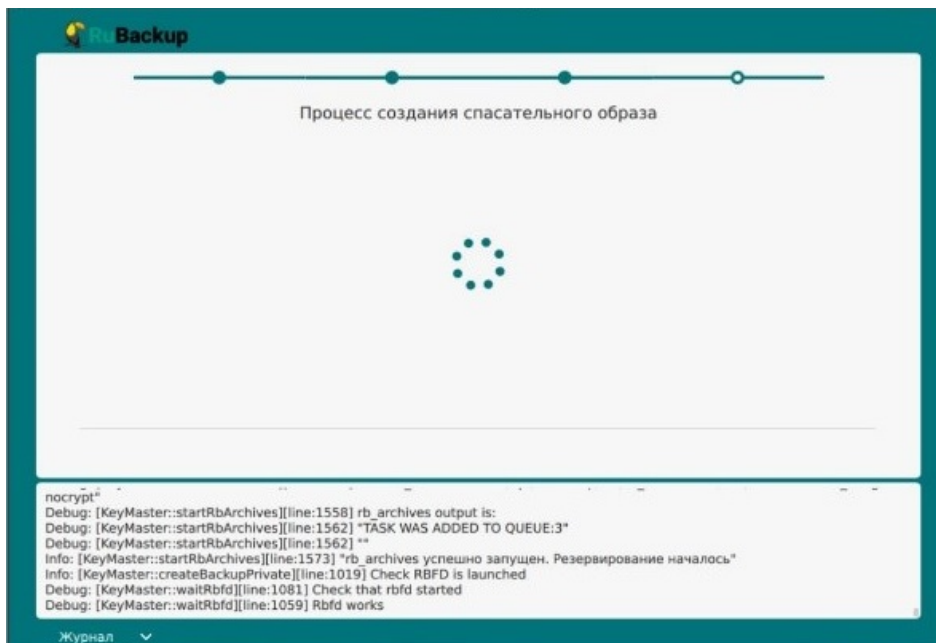 RuBackup
Процесс создания спасательного образа
nocrypt"
Debug: [KeyMaster::startRbArchives][line:1558] rb_archives output is:
Debug: [KeyMaster::startRbArchives][line:1562] "TASK WAS ADDED TO QUEUE:3"
Debug: [KeyMaster::startRbArchives][line:1562] ""
Info: [KeyMaster::startRbArchives][line:1573] "rb_archives успешно запущен. Резервирование началось"
Info: [KeyMaster::createBackupPrivate][line:1019] Check RBFD is launched
Debug: [KeyMaster::waitRbfd][line:1081] Check that rbfd started
Debug: [KeyMaster::waitRbfd][line:1059] Rbfd works
Журнал